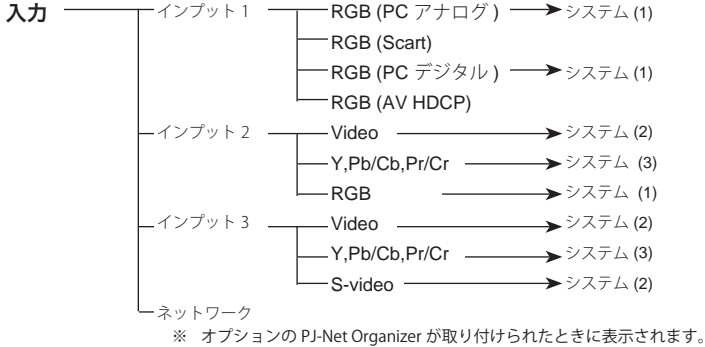 入力 インプット 1 RGB (PC アナログ ) システム (1)
RGB (Scart)
RGB (PC デジタル ) システム (1)
RGB (AV HDCP)
インプット 2 Video システム (2)
Y,Pb/Cb,Pr/Cr システム (3)
RGB システム (1)
インプット 3 Video システム (2)
Y,Pb/Cb,Pr/Cr システム (3)
S-video システム (2)
ネットワーク
※ オプションの PJ-Net Organizer が取り付けられたときに表示されます。